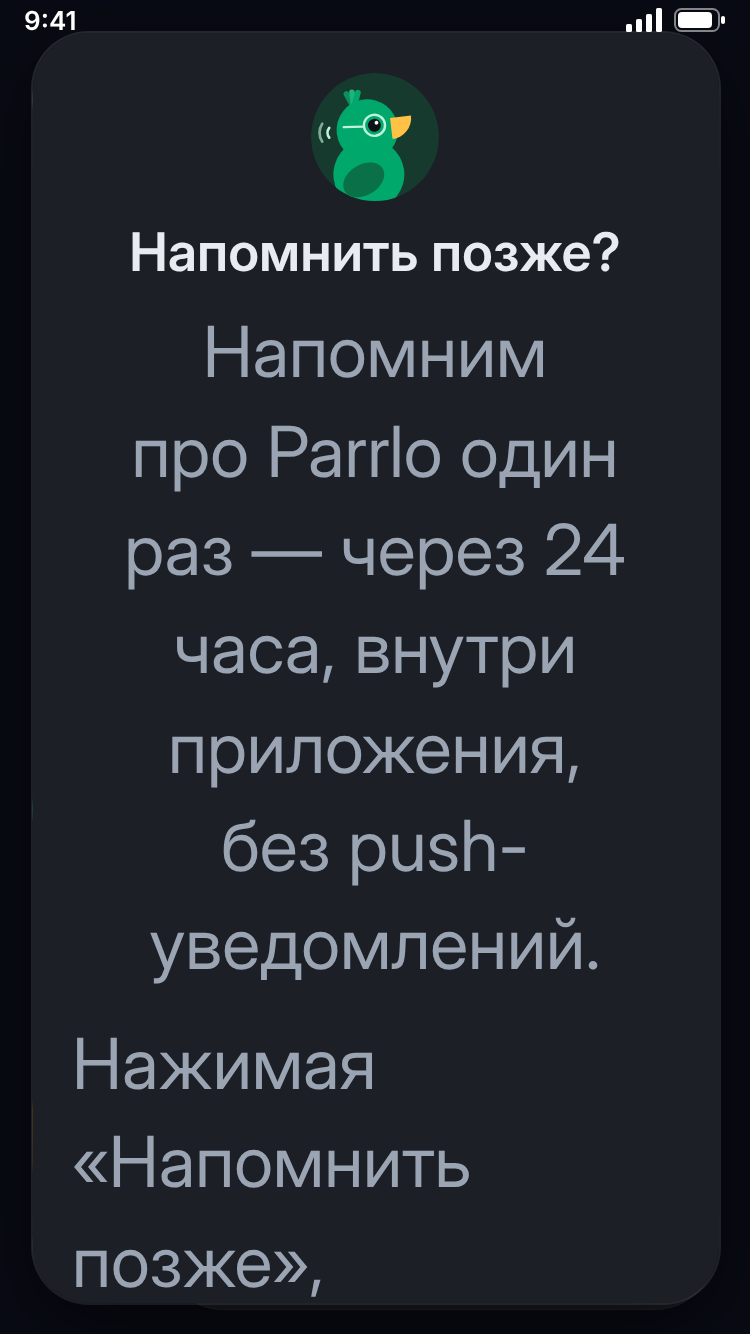 9:41
Напомнить позже?
Напомним
про Parrlo один
раз — через 24
часа, внутри
приложения,
без push-
уведомлений.
Нажимая
«Напомнить
позже»,